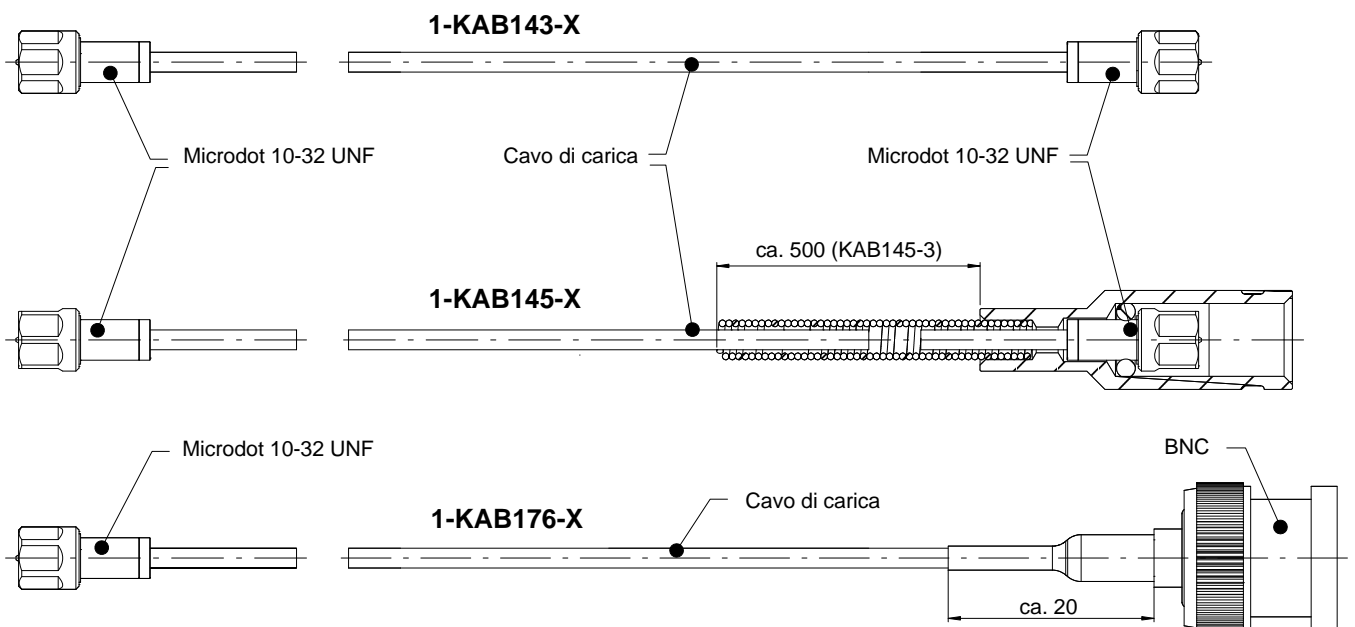 1-KAB143-X
Microdot 10-32 UNF
Cavo di carica
Microdot 10-32 UNF
ca. 500 (KAB145-3)
1-KAB145-X
Microdot 10-32 UNF
BNC
Cavo di carica
1-KAB176-X
ca. 20